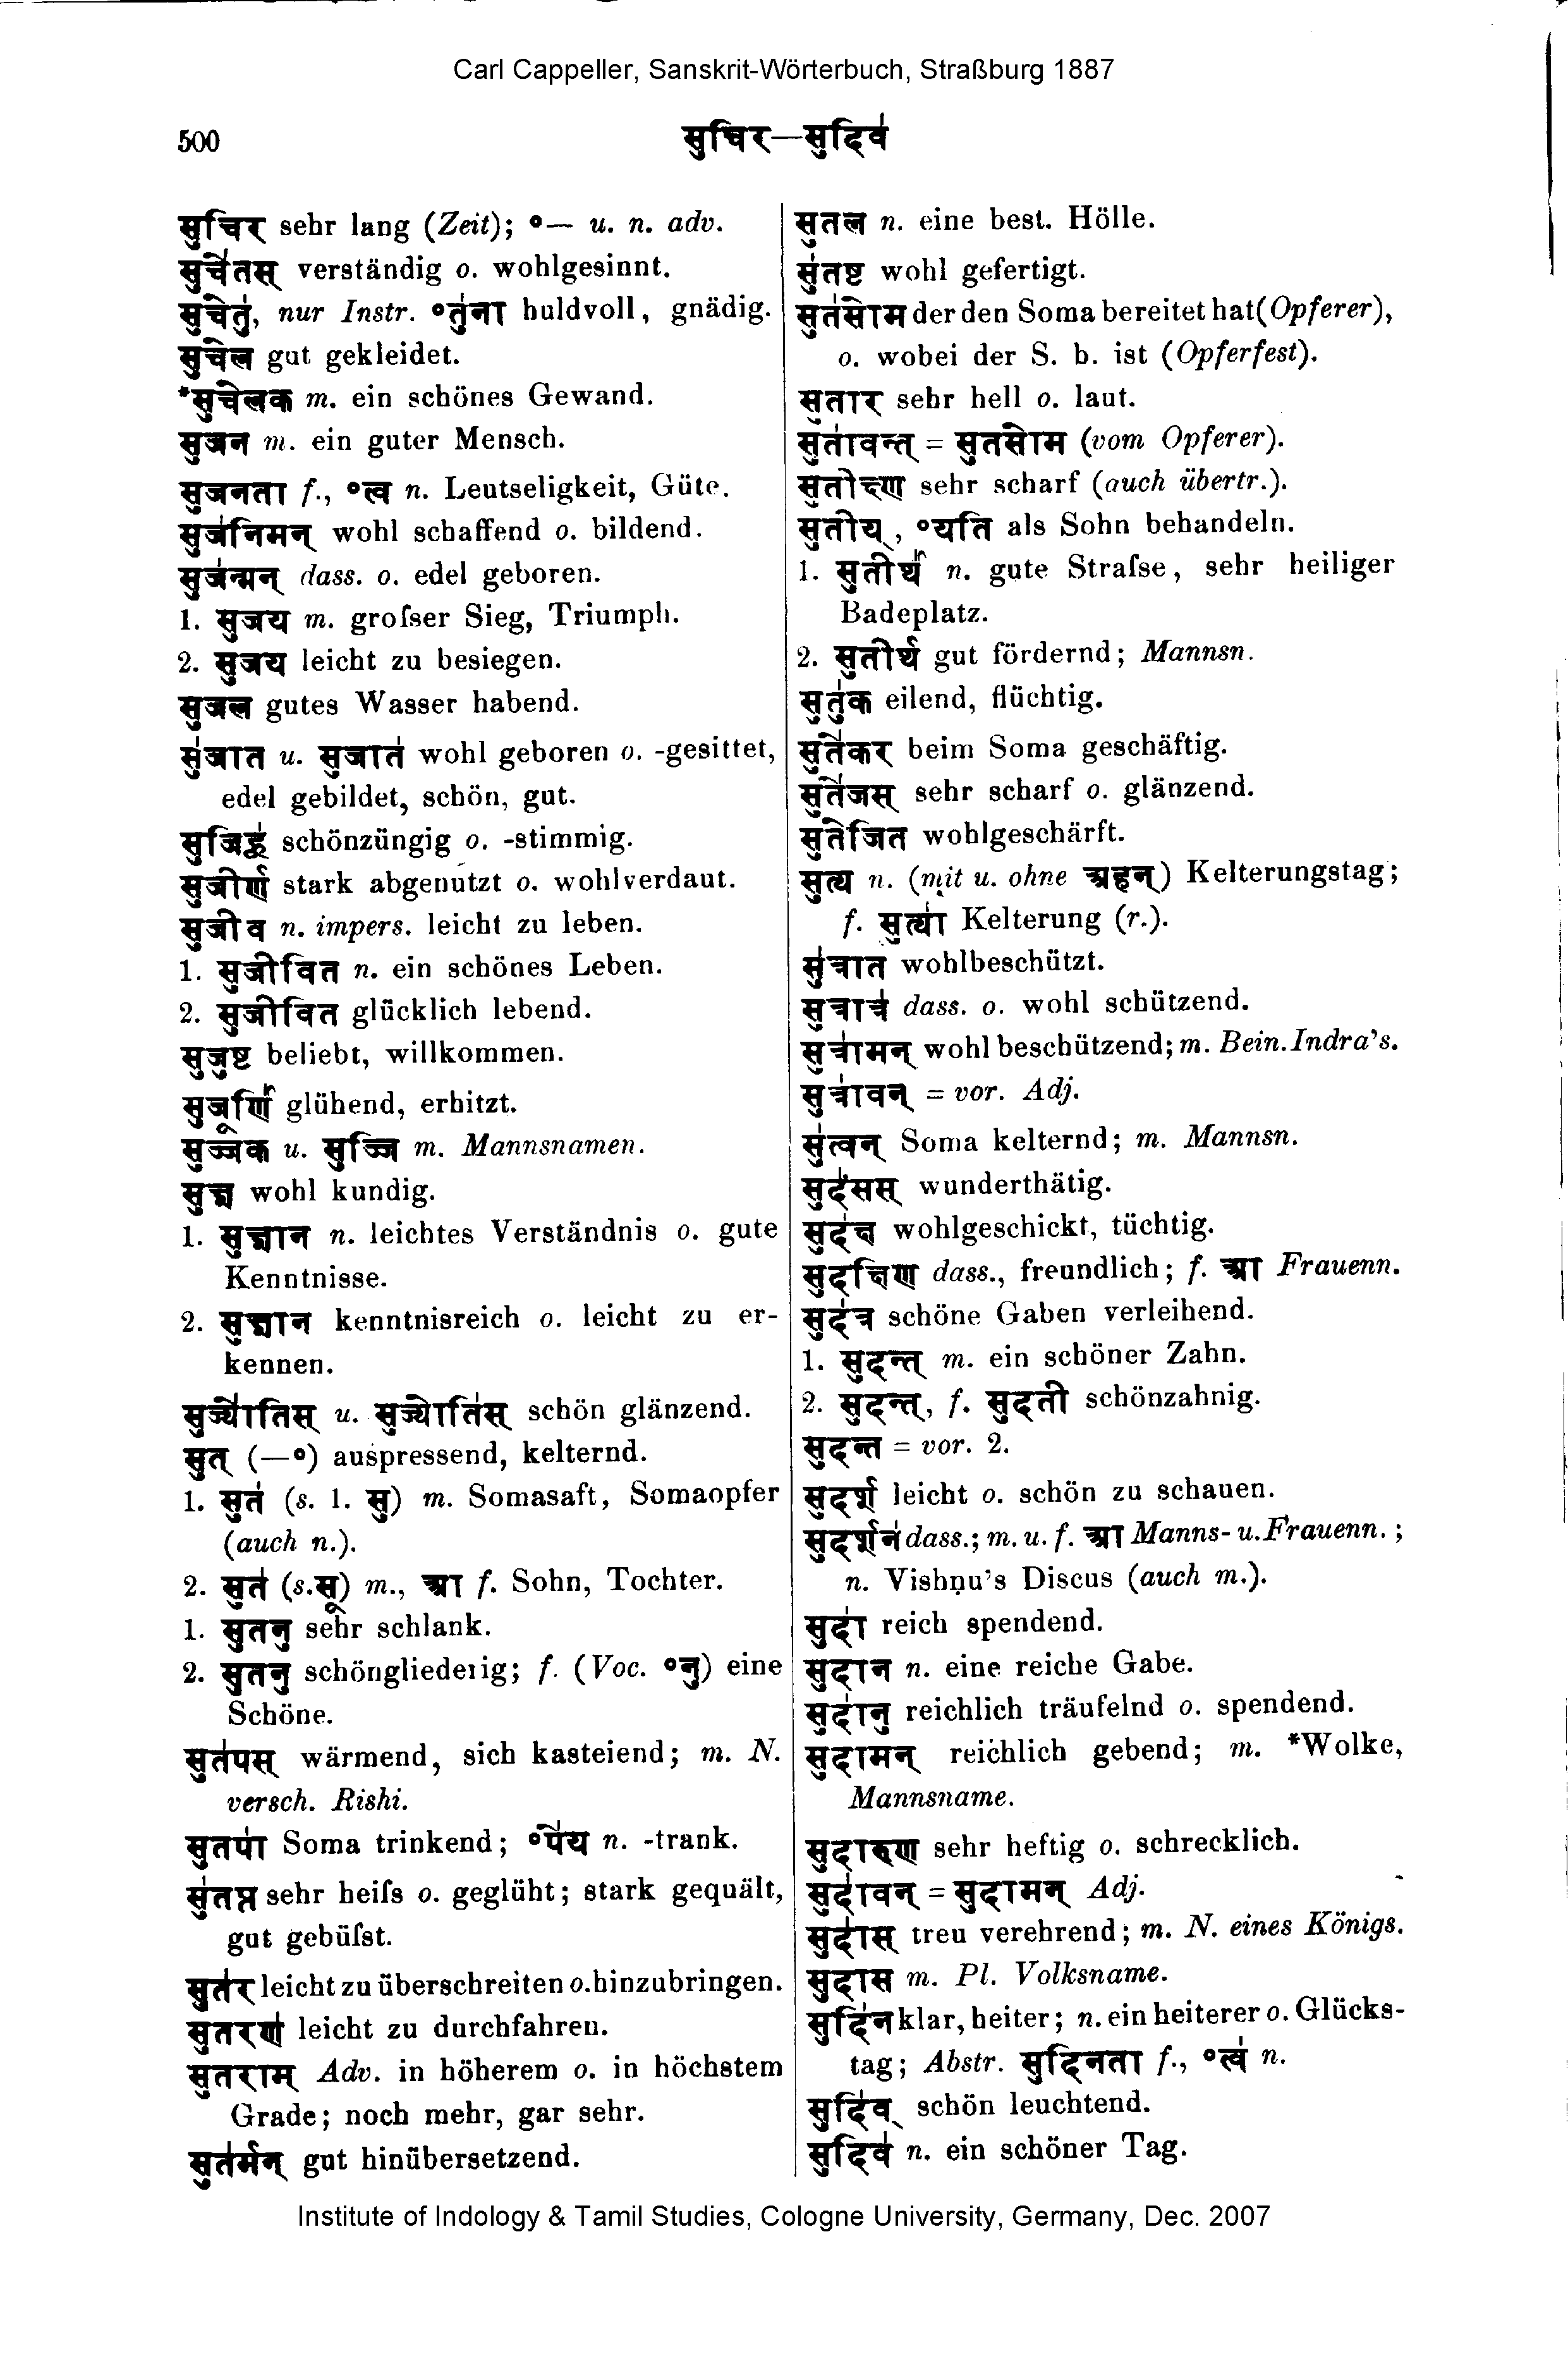 Carl Cappeller, Sanskrit-Wörterbuch, Straßburg 1887
500
सुचिर—सुदिव॑
सुचिर sehr lang (Zeit); °— u. n. adv.
सुचे॑तस् verständig o. wohlgesinnt.
सुचेतु॑, nur Instr. °तु॑ना huldvoll, gnädig.
सुचेल gut gekleidet.
*सुचेलक m. ein schönes Gewand.
सुजन m. ein guter Mensch.
सुजनता f., °त्व n. Leutseligkeit, Güte.
सुज॑निमन् wohl schaffend o. bildend.
सुज॑न्मन् dass. o. edel geboren.
1. सुजय m. groſser Sieg, Triumph.
2. सुजय leicht zu besiegen.
सुजल gutes Wasser habend.
सु॑जात u. सुजात॑ wohl geboren o. -gesittet,
edel gebildet, schön, gut.
सुजिह्व॑ schönzüngig o. -stimmig.
सुजीर्ण stark abgenutzt o. wohlverdaut.
सुजीव n. impers. leicht zu leben.
1. सुजीवित n. ein schönes Leben.
2. सुजीवित glücklich lebend.
सुजुष्ट beliebt, willkommen.
सुजूर्णि॑ glühend, erhitzt.
सुज्जक u. सुज्जि m. Mannsnamen.
सुज्ञ wohl kundig.
1. सुज्ञान n. leichtes Verständnis o. gute
Kenntnisse.
2. सुज्ञान kenntnisreich o. leicht zu er-
kennen.
सुज्यो॑तिस् u. सुज्योति॑स् schön glänzend.
सुत् (—°) auspressend, kelternd.
1. सुत॑ (s. 1. सु) m. Somasaft, Somaopfer
(auch n.).
2. सुत॑ (s. सू) m., आ f. Sohn, Tochter.
1. सुतनु sehr schlank.
2. सुतनु schöngliederig; f. (Voc. °नु) eine
Schöne.
सुत॑पस् wärmend, sich kasteiend; m. N.
versch. Rishi.
सुतपा॑ Soma trinkend; °पे॑य n. -trank.
सु॑तप्त sehr heiſs o. geglüht; stark gequält,
gut gebüſst.
सुत॑र leicht zu überschreiten o. hinzubringen.
सुतरण॑ leicht zu durchfahren.
सुतराम् Adv. in höherem o. in höchstem
Grade; noch mehr, gar sehr.
सुत॑र्मन् gut hinübersetzend.
सुतल n. eine best. Hölle.
सु॑तष्ट wohl gefertigt.
सुत॑सोम der den Soma bereitet hat (Opferer),
o. wobei der S. b. ist (Opferfest).
सुतार sehr hell o. laut.
सुता॑वन्त् = सुतसोम (vom Opferer).
सुतीक्ष्ण sehr scharf (auch übertr.).
सुतीय्, °यति als Sohn behandeln.
1. सुतीर्थ॑ n. gute Straſse, sehr heiliger
Badeplatz.
2. सुतीर्थ gut fördernd; Mannsn.
सुतु॑क eilend, flüchtig.
सुते॑कर beim Soma geschäftig.
सुते॑जस् sehr scharf o. glänzend.
सुतेजित wohlgeschärft.
सुत्य n. (mit u. ohne अहन्) Kelterungstag;
f. सुत्या॑ Kelterung (r.).
सु॑त्रात wohlbeschützt.
सुत्रात्र॑ dass. o. wohl schützend.
सुत्रा॑मन् wohl beschützend; m. Bein. Indra's.
सुत्रा॑वन् = vor. Adj.
सु॑त्वन् Soma kelternd; m. Mannsn.
सुदं॑सस् wunderthätig.
सुद॑क्ष wohlgeschickt, tüchtig.
सुदक्षिण dass., freundlich; f. आ Frauenn.
सुद॑त्र schöne Gaben verleihend.
1. सुदन्त् m. ein schöner Zahn.
2. सुदन्त्, f. सुदती schönzahnig.
सुदन्त = vor. 2.
सुदर्श leicht o. schön zu schauen.
सुदर्शन॑ dass.; m. u. f. आ Manns- u. Frauenn.;
n. Vishṇu's Discus (auch m.).
सुदा॑ reich spendend.
सुदान n. eine reiche Gabe.
सुदा॑नु reichlich träufelnd o. spendend.
सुदामन् reichlich gebend; m. *Wolke,
Mannsname.
सुदारुण sehr heftig o. schrecklich.
सुदा॑वन् = सुदामन् Adj.
सुदा॑स् treu verehrend; m. N. eines Königs.
सुदास m. Pl. Volksname.
सुदि॑न klar, heiter; n. ein heiterer o. Glücks-
tag; Abstr. सुदिनता f., °त्व॑ n.
सुदि॑व् schön leuchtend.
सुदिव॑ n. ein schöner Tag.
Institute of Indology & Tamil Studies, Cologne University, Germany, Dec. 2007